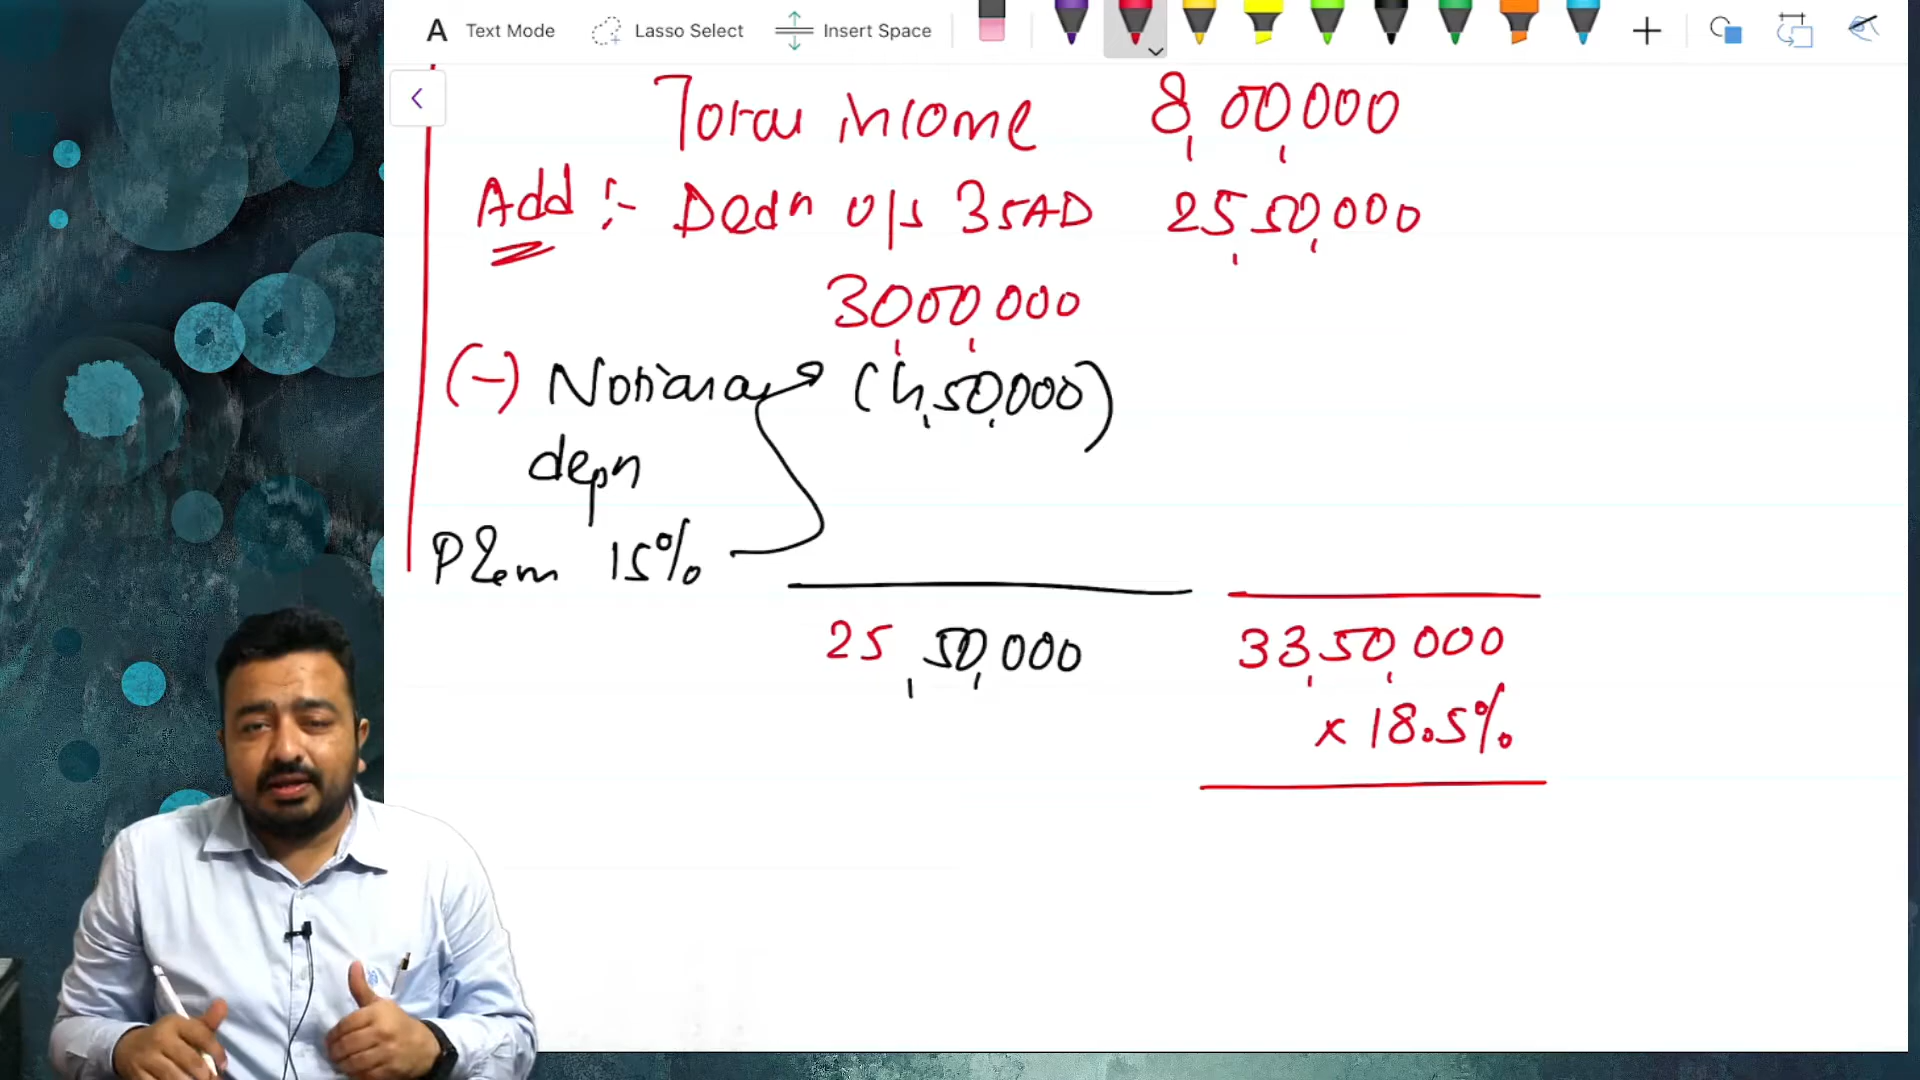 A Text Mode Lasso Select Insert Space
Total income 8,00,000
Add :- Dedn u/s 35AD 25,50,000
30,00,000
(-) Notional (4,50,000)
depn
P&m 15%
25,50,000 33,50,000
x 18.5%